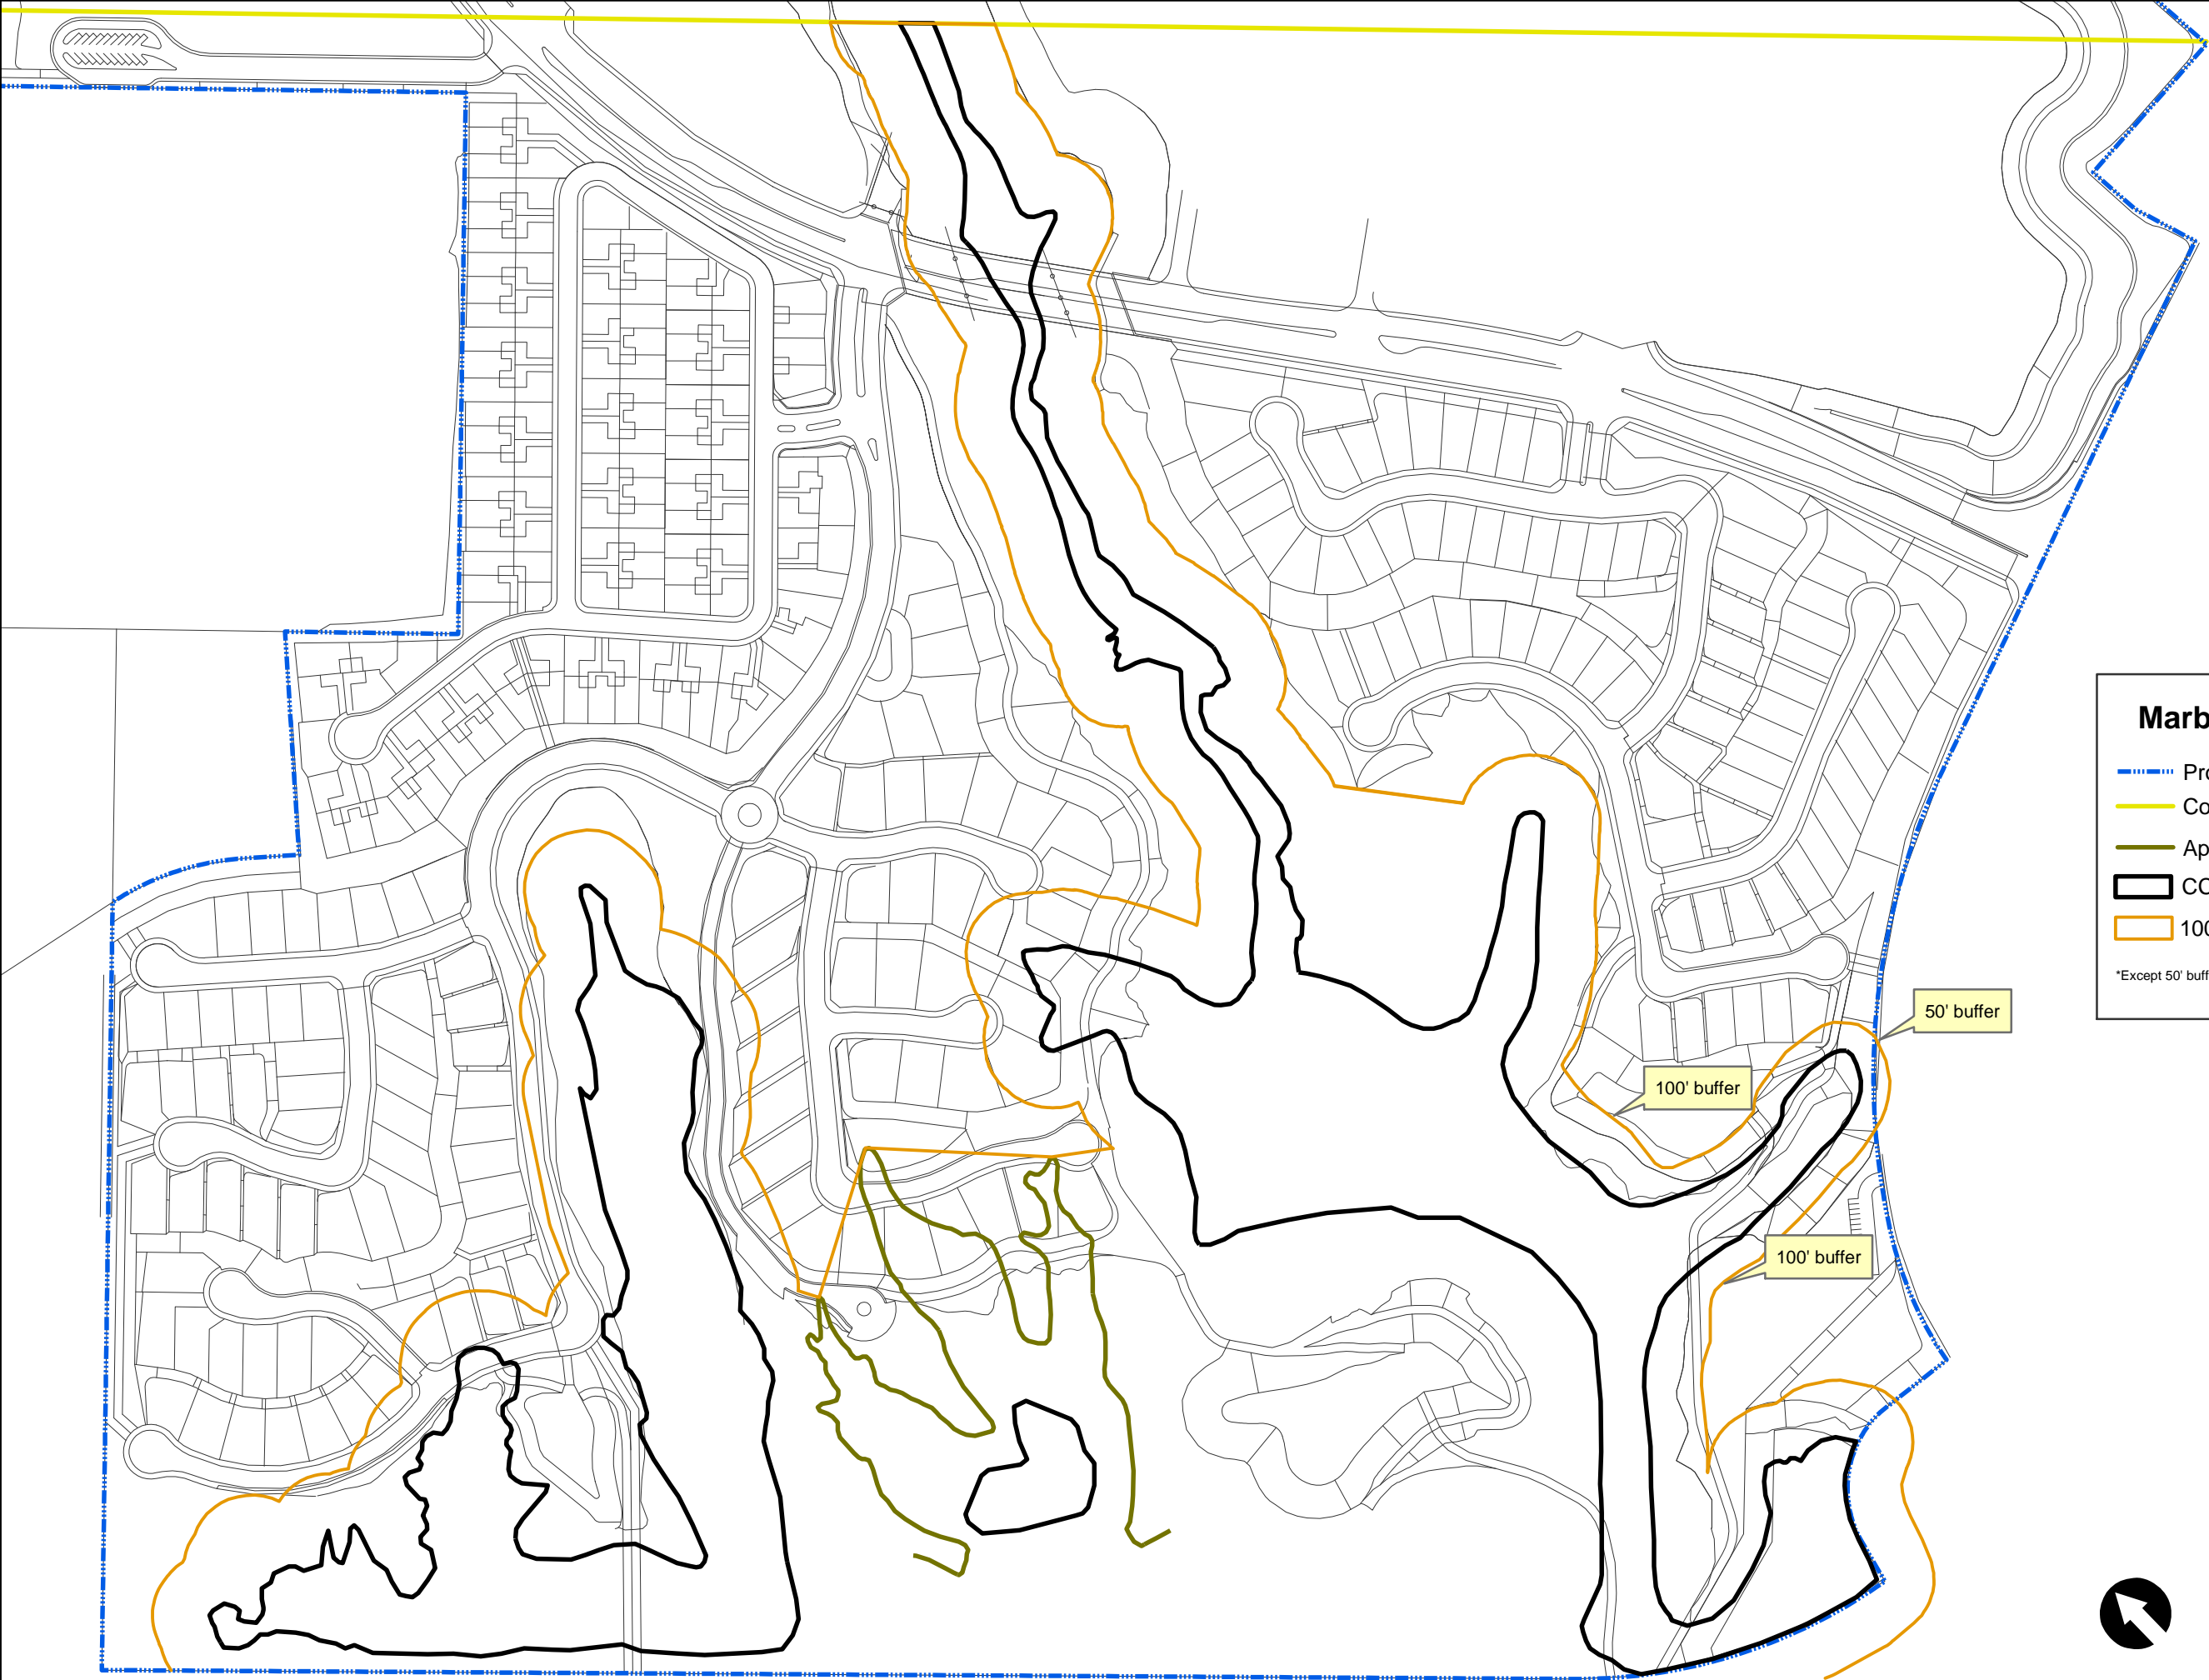 Marb
Pro
Co
Ap
CC
100
*Except 50' buff
50' buffer
100' buffer
100' buffer